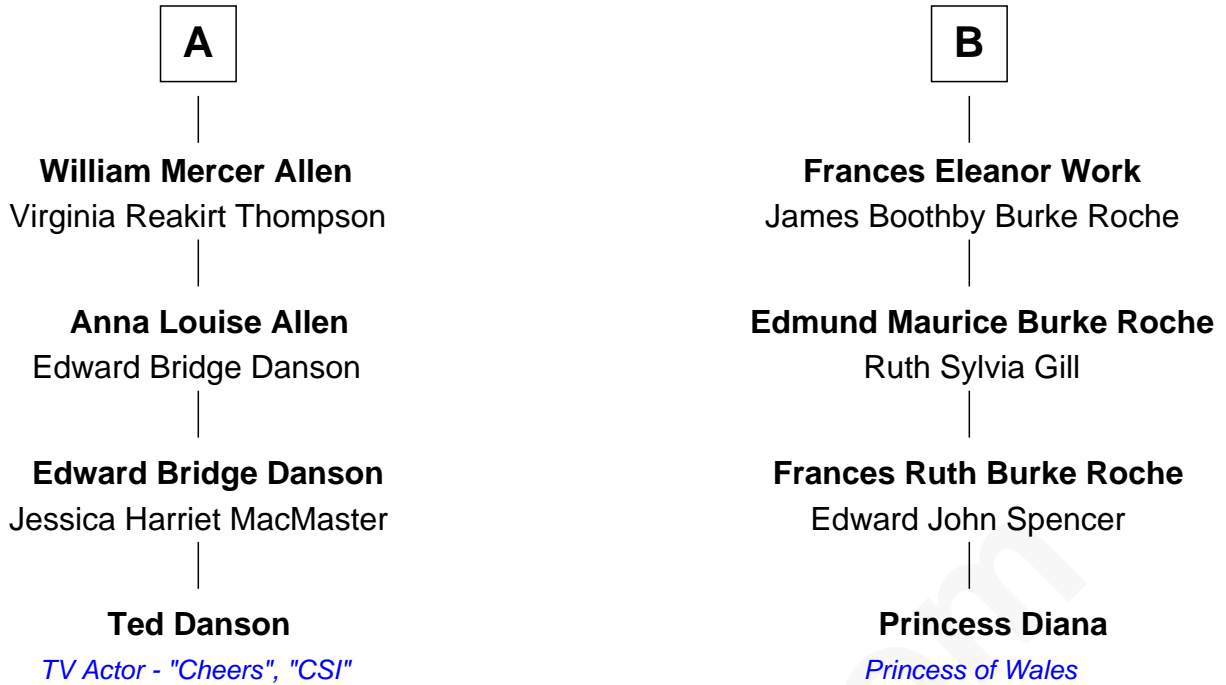 A
B
William Mercer Allen
Virginia Reakirt Thompson
Frances Eleanor Work
James Boothby Burke Roche
Anna Louise Allen
Edward Bridge Danson
Edmund Maurice Burke Roche
Ruth Sylvia Gill
Edward Bridge Danson
Jessica Harriet MacMaster
Frances Ruth Burke Roche
Edward John Spencer
Ted Danson
TV Actor - "Cheers", "CSI"
Princess Diana
Princess of Wales